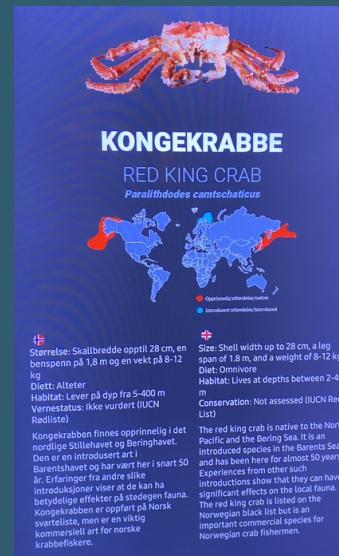 KONGEKRABBE
RED KING CRAB
Paralithdodes camtschaticus
Opprinnelig utbredelse/native
Introdusert utbredelse/introduced
Størrelse: Skallbredde opptil 28 cm, en
benspenn på 1,8 m og en vekt på 8-12
kg
Diett: Alteter
Habitat: Lever på dyp fra 5-400 m
Vernestatus: Ikke vurdert (IUCN
Rødliste)
Kongekrabben finnes opprinnelig i det
nordlige Stillehavet og Beringhavet.
Den er en introdusert art i
Barentshavet og har vært her i snart 50
år. Erfaringer fra andre slike
introduksjoner viser at de kan ha
betydelige effekter på stedegen fauna.
Kongekrabben er oppført på Norsk
svarteliste, men er en viktig
kommersiell art for norske
krabbefiskere.
Size: Shell width up to 28 cm, a leg
span of 1.8 m, and a weight of 8-12 kg
Diet: Omnivore
Habitat: Lives at depths between
m
Conservation: Not assessed (IUCN Red
List)
The red king crab is native to the North
Pacific and the Bering Sea. It is an
introduced species in the Barents Sea
and has been here for almost 50 years.
Experiences from other such
introductions show that they can have
significant effects on the local fauna.
The red king crab is listed on the
Norwegian black list but is an
important commercial species for
Norwegian crab fishermen.